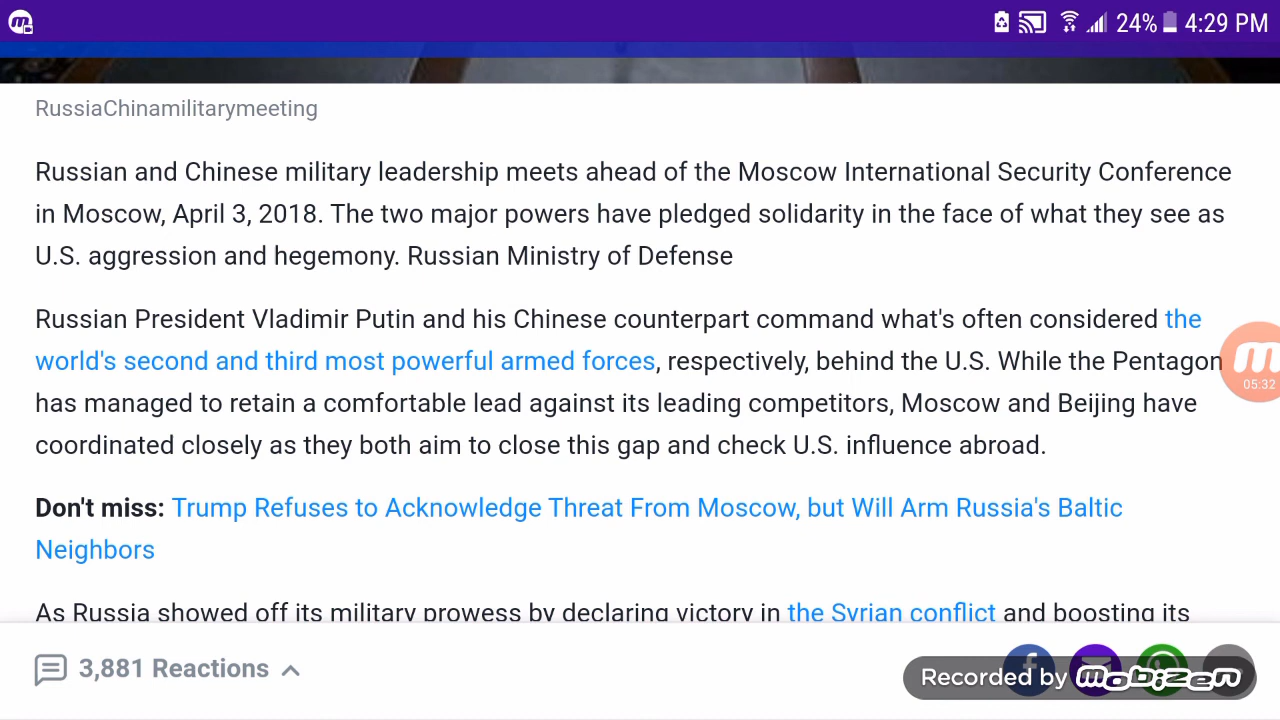 24% 4:29 PM
RussiaChinamilitarymeeting
Russian and Chinese military leadership meets ahead of the Moscow International Security Conference
in Moscow, April 3, 2018. The two major powers have pledged solidarity in the face of what they see as
U.S. aggression and hegemony. Russian Ministry of Defense
Russian President Vladimir Putin and his Chinese counterpart command what's often considered the
world's second and third most powerful armed forces, respectively, behind the U.S. While the Pentagon
has managed to retain a comfortable lead against its leading competitors, Moscow and Beijing have
coordinated closely as they both aim to close this gap and check U.S. influence abroad.
05:32
Don't miss: Trump Refuses to Acknowledge Threat From Moscow, but Will Arm Russia's Baltic
Neighbors
As Russia showed off its military prowess by declaring victory in the Syrian conflict and boosting its
3,881 Reactions
Recorded by mobizen